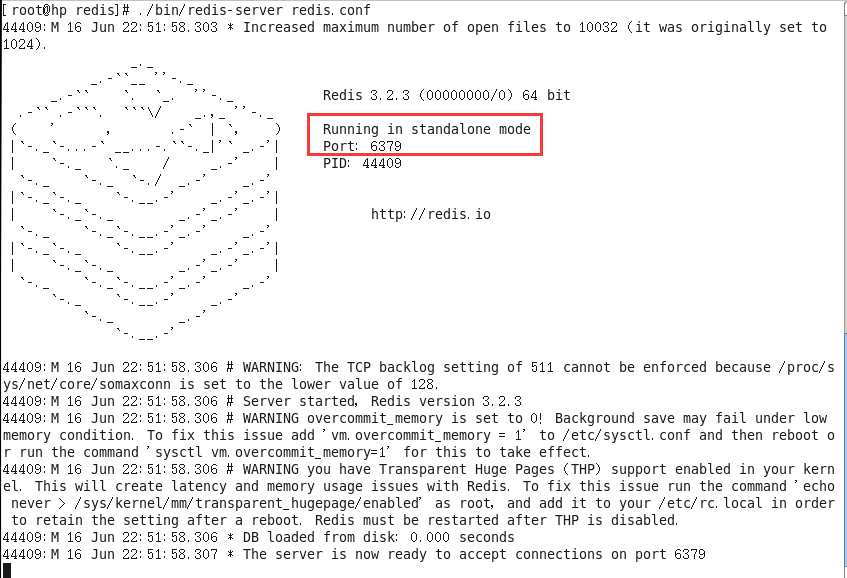 [root@hp redis]# ./bin/redis-server redis.conf
44409:M 16 Jun 22:51:58.303 * Increased maximum number of open files to 10032 (it was originally set to
1024).
Redis 3.2.3 (00000000/0) 64 bit
Running in standalone mode
Port: 6379
PID: 44409
http://redis.io
44409:M 16 Jun 22:51:58.306 # WARNING: The TCP backlog setting of 511 cannot be enforced because /proc/s
ys/net/core/somaxconn is set to the lower value of 128.
44409:M 16 Jun 22:51:58.306 # Server started, Redis version 3.2.3
44409:M 16 Jun 22:51:58.306 # WARNING overcommit_memory is set to 0! Background save may fail under low
memory condition. To fix this issue add 'vm.overcommit_memory = 1' to /etc/sysctl.conf and then reboot o
r run the command 'sysctl vm.overcommit_memory=1' for this to take effect.
44409:M 16 Jun 22:51:58.306 # WARNING you have Transparent Huge Pages (THP) support enabled in your kern
el. This will create latency and memory usage issues with Redis. To fix this issue run the command 'echo
never > /sys/kernel/mm/transparent_hugepage/enabled' as root, and add it to your /etc/rc.local in order
to retain the setting after a reboot. Redis must be restarted after THP is disabled.
44409:M 16 Jun 22:51:58.306 * DB loaded from disk: 0.000 seconds
44409:M 16 Jun 22:51:58.307 * The server is now ready to accept connections on port 6379